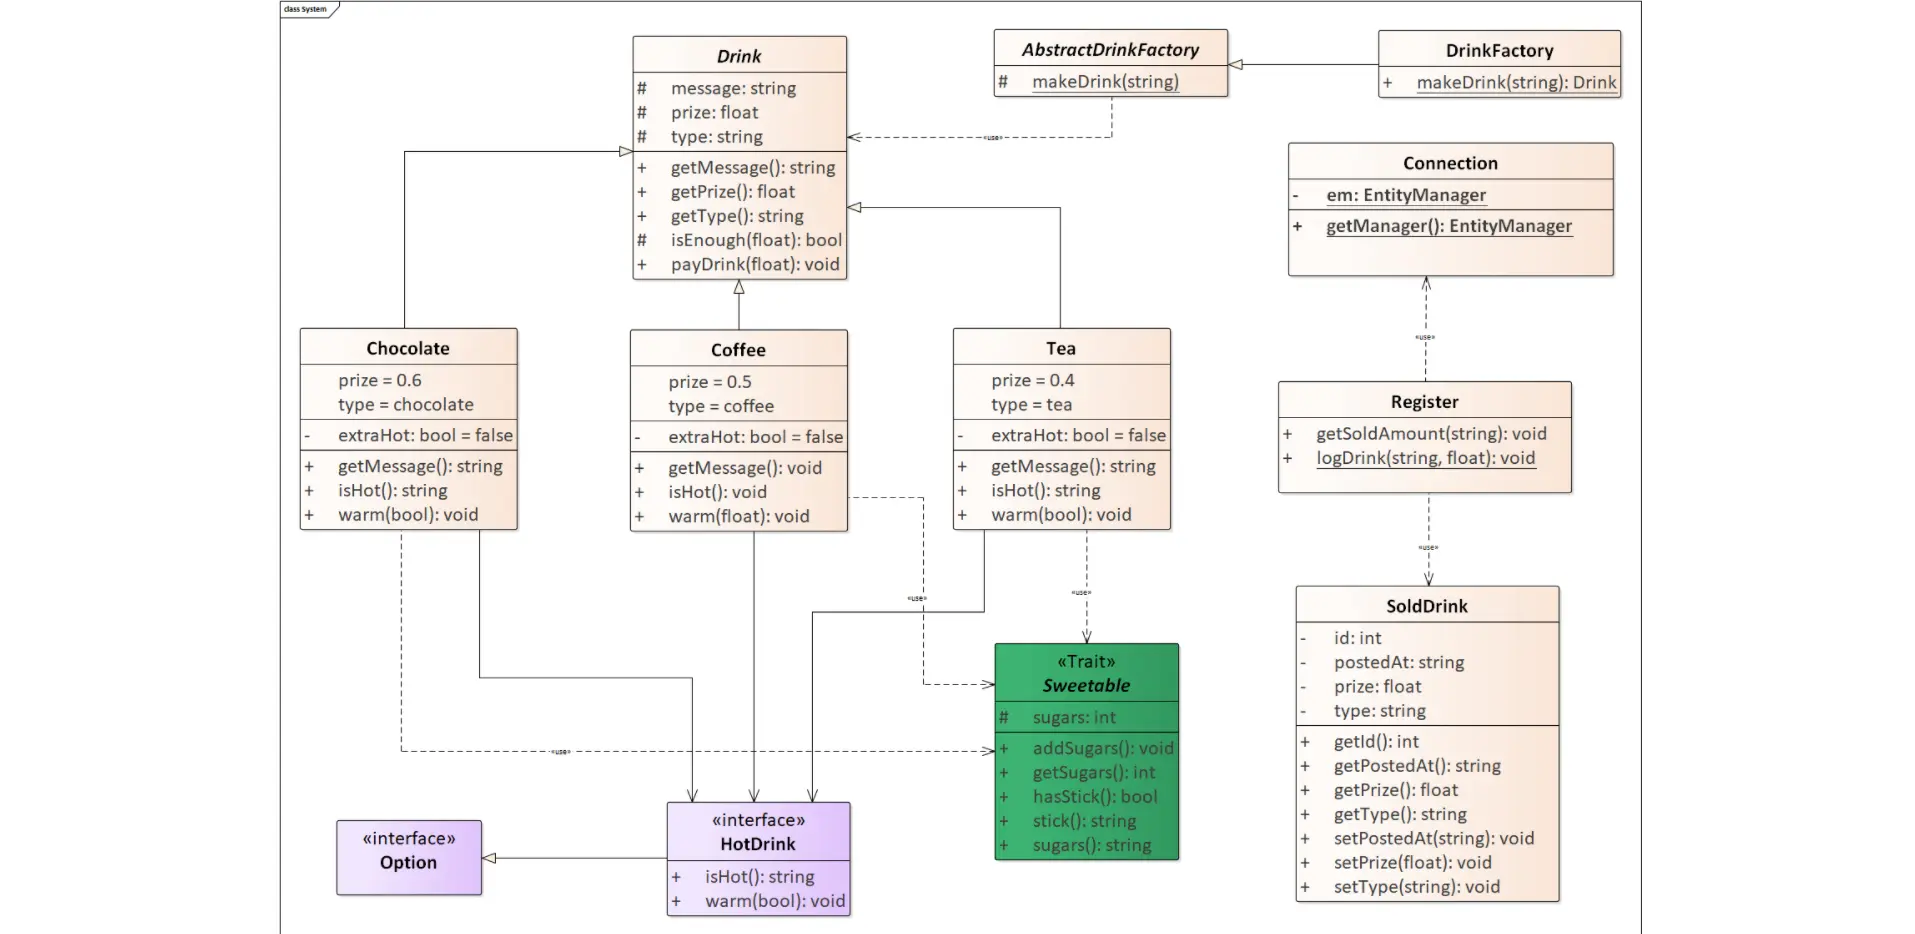 class System
Drink
# message: string
# prize: float
# type: string
+ getMessage(): string
+ getPrize(): float
+ getType(): string
# isEnough(float): bool
+ payDrink(float): void
AbstractDrinkFactory
# makeDrink(string)
DrinkFactory
+ makeDrink(string): Drink
«use»
Connection
- em: EntityManager
+ getManager(): EntityManager
«use»
Chocolate
prize = 0.6
type = chocolate
- extraHot: bool = false
+ getMessage(): string
+ isHot(): string
+ warm(bool): void
Coffee
prize = 0.5
type = coffee
- extraHot: bool = false
+ getMessage(): void
+ isHot(): void
+ warm(float): void
Tea
prize = 0.4
type = tea
- extraHot: bool = false
+ getMessage(): string
+ isHot(): string
+ warm(bool): void
Register
+ getSoldAmount(string): void
+ logDrink(string, float): void
«use»
«use»
«use»
«use»
«Trait»
Sweetable
# sugars: int
+ addSugars(): void
+ getSugars(): int
+ hasStick(): bool
+ stick(): string
+ sugars(): string
SoldDrink
- id: int
- postedAt: string
- prize: float
- type: string
+ getId(): int
+ getPostedAt(): string
+ getPrize(): float
+ getType(): string
+ setPostedAt(string): void
+ setPrize(float): void
+ setType(string): void
«interface»
Option
«interface»
HotDrink
+ isHot(): string
+ warm(bool): void